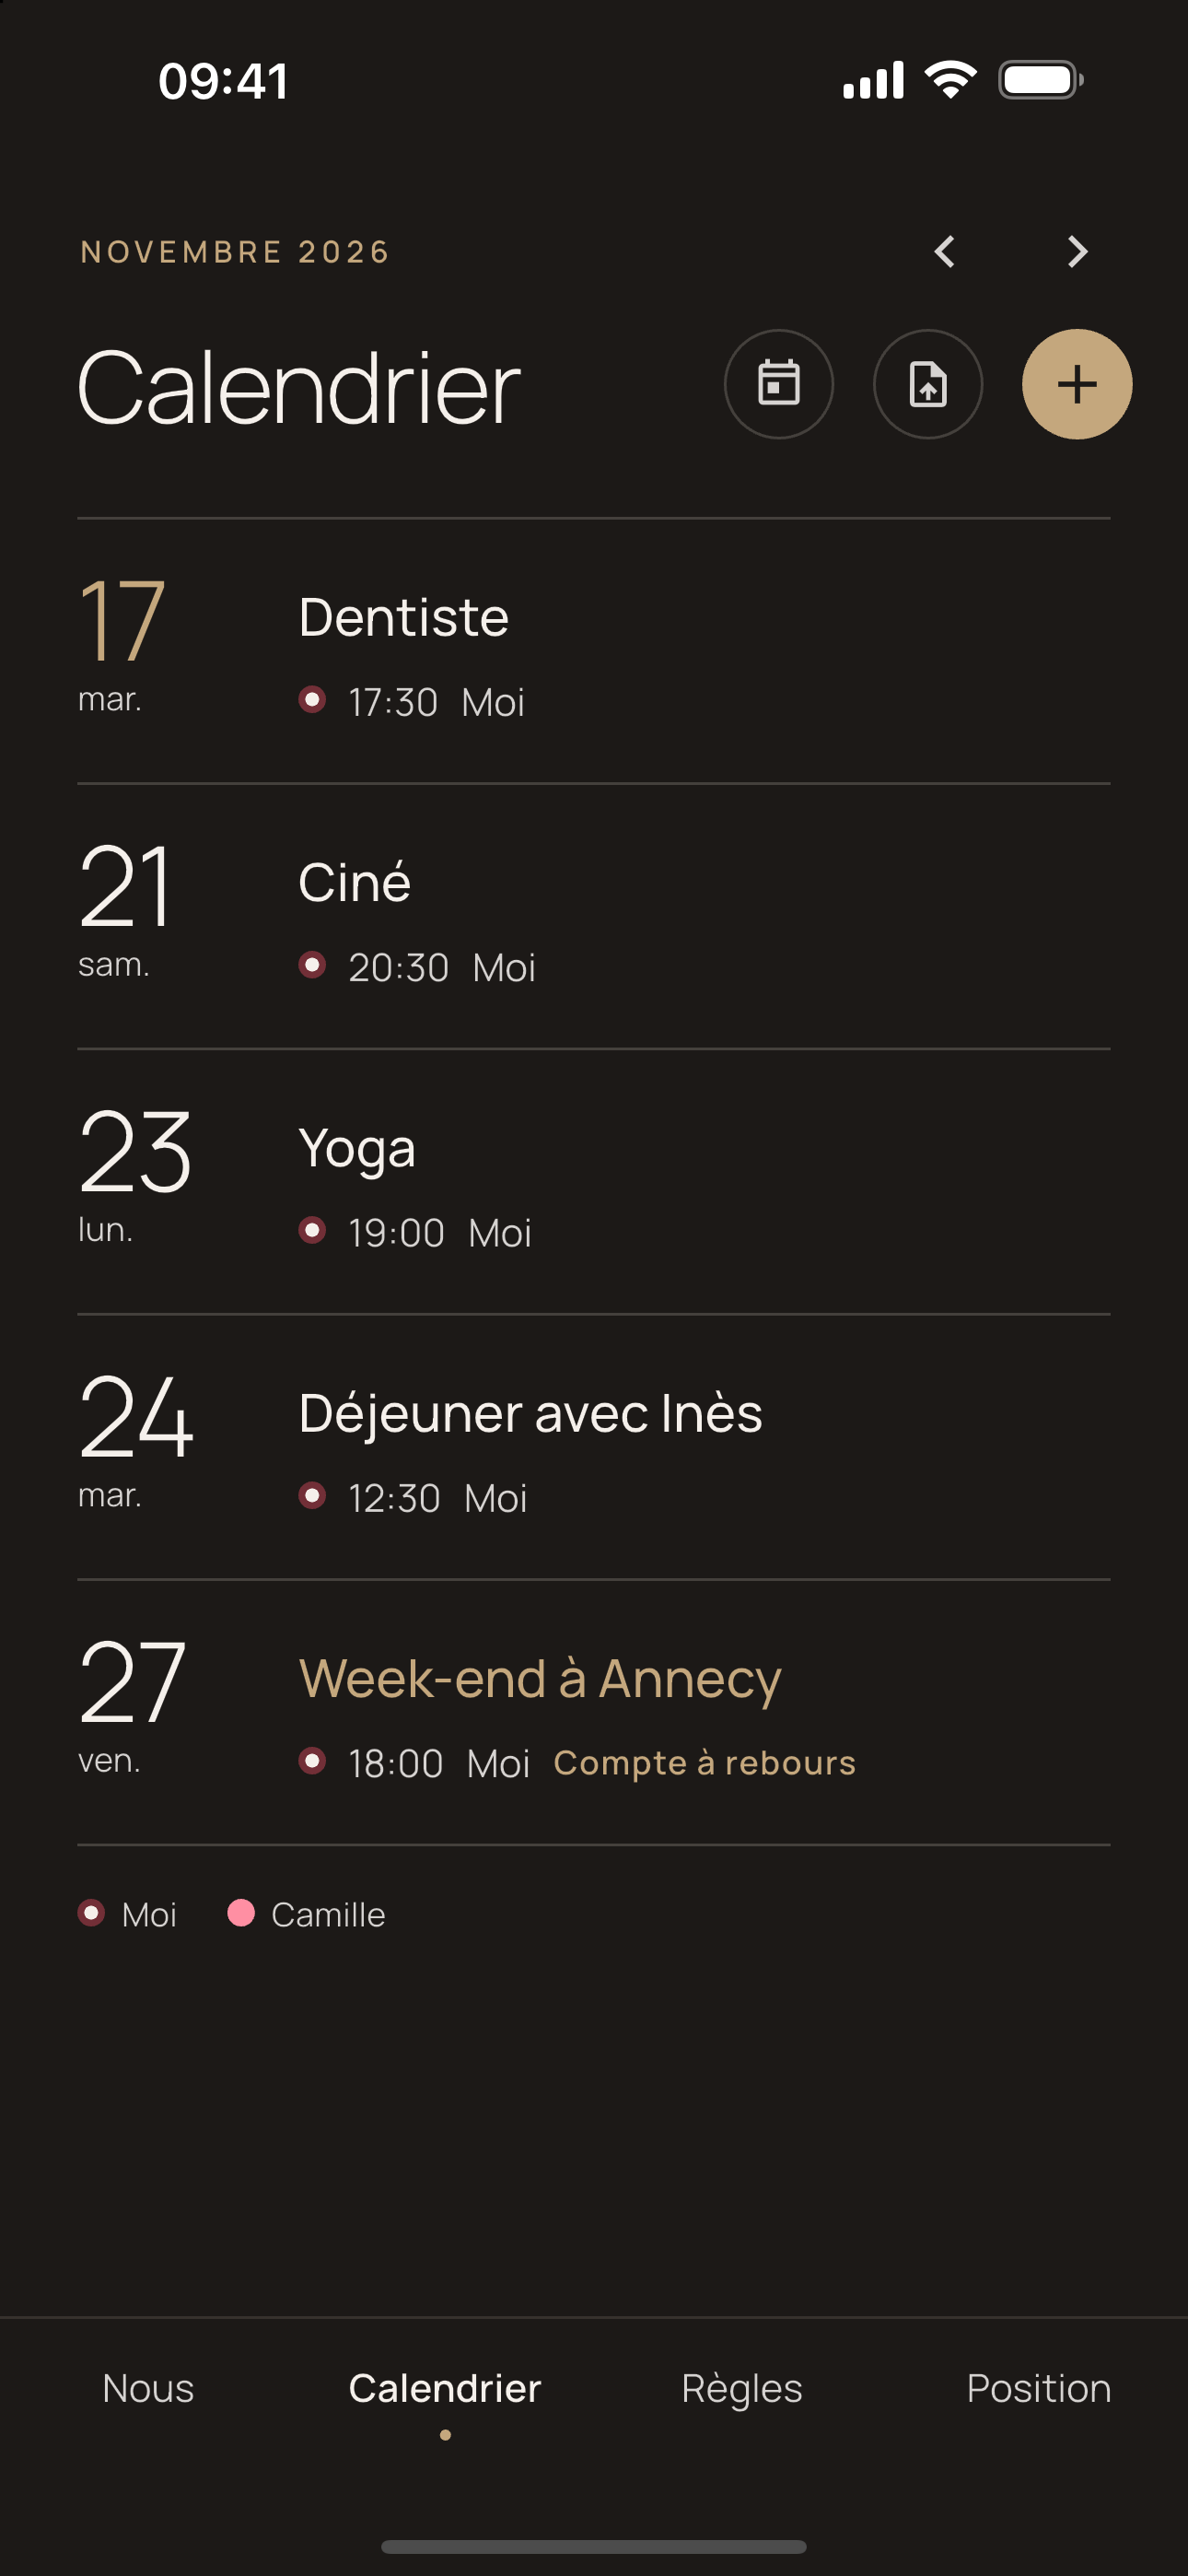 09:41
NOVEMBRE 2026
Calendrier
17
mar.
Dentiste
17:30 Moi
21
sam.
Ciné
20:30 Moi
23
lun.
Yoga
19:00 Moi
24
mar.
Déjeuner avec Inès
12:30 Moi
27
ven.
Week-end à Annecy
18:00 Moi Compte à rebours
Moi Camille
Nous Calendrier Règles Position